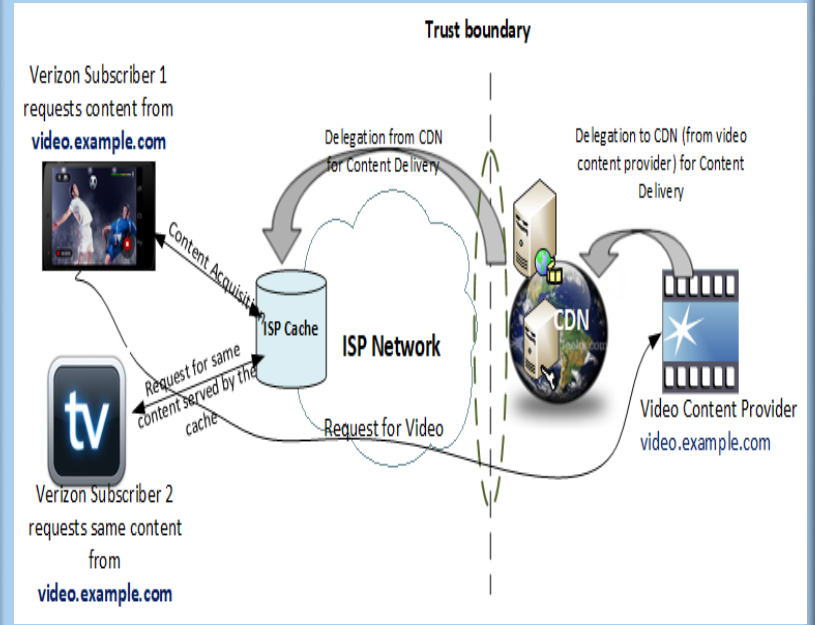 Trust boundary
Verizon Subscriber 1
requests content from
video.example.com
Delegation from CDN
for Content Delivery
Delegation to CDN (from video
content provider) for Content
Delivery
Content Acquisition
ISP Cache
ISP Network
CDN
Request for same
content served by the
cache
Request for Video
tv
Video Content Provider
video.example.com
Verizon Subscriber 2
requests same content
from
video.example.com